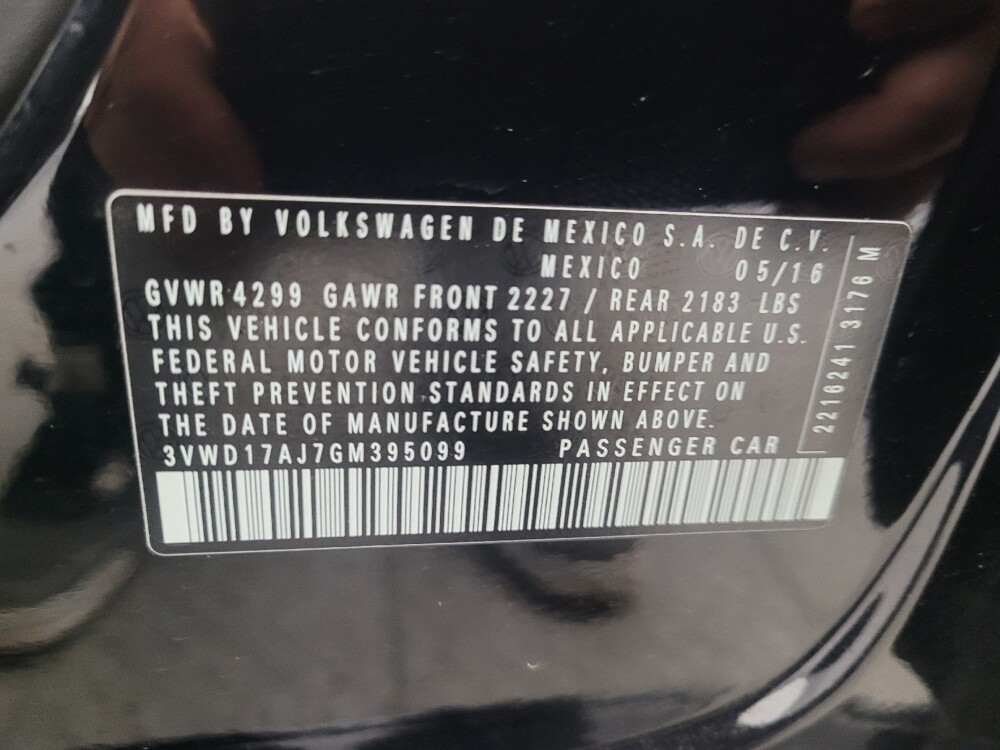 MFD BY VOLKSWAGEN DE MEXICO S.A. DE C.V.
MEXICO 05/16
GVWR 4299 GAWR FRONT 2227 / REAR 2183 LBS
THIS VEHICLE CONFORMS TO ALL APPLICABLE U.S.
FEDERAL MOTOR VEHICLE SAFETY, BUMPER AND
THEFT PREVENTION STANDARDS IN EFFECT ON
THE DATE OF MANUFACTURE SHOWN ABOVE.
3VWD17AJ7GM395099 PASSENGER CAR
2216241 3176 M